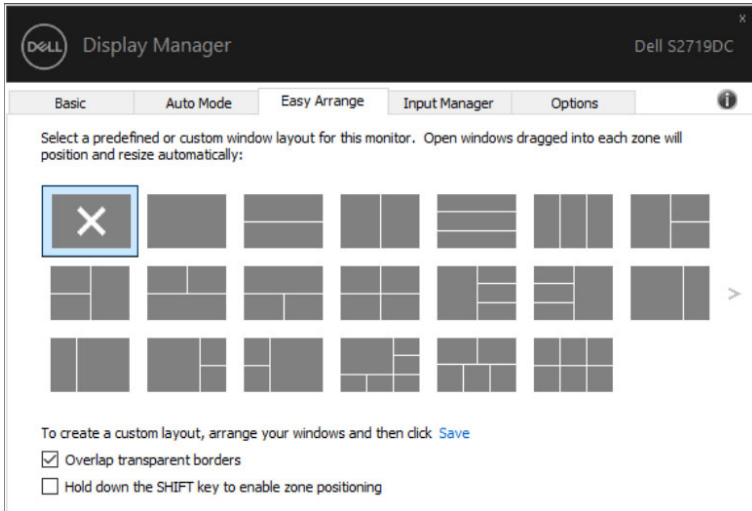 x
DELL
Display Manager
Dell S2719DC
Basic
Auto Mode
Easy Arrange
Input Manager
Options
i
Select a predefined or custom window layout for this monitor.  Open windows dragged into each zone will
position and resize automatically:
>
To create a custom layout, arrange your windows and then click  Save
Overlap transparent borders
Hold down the SHIFT key to enable zone positioning